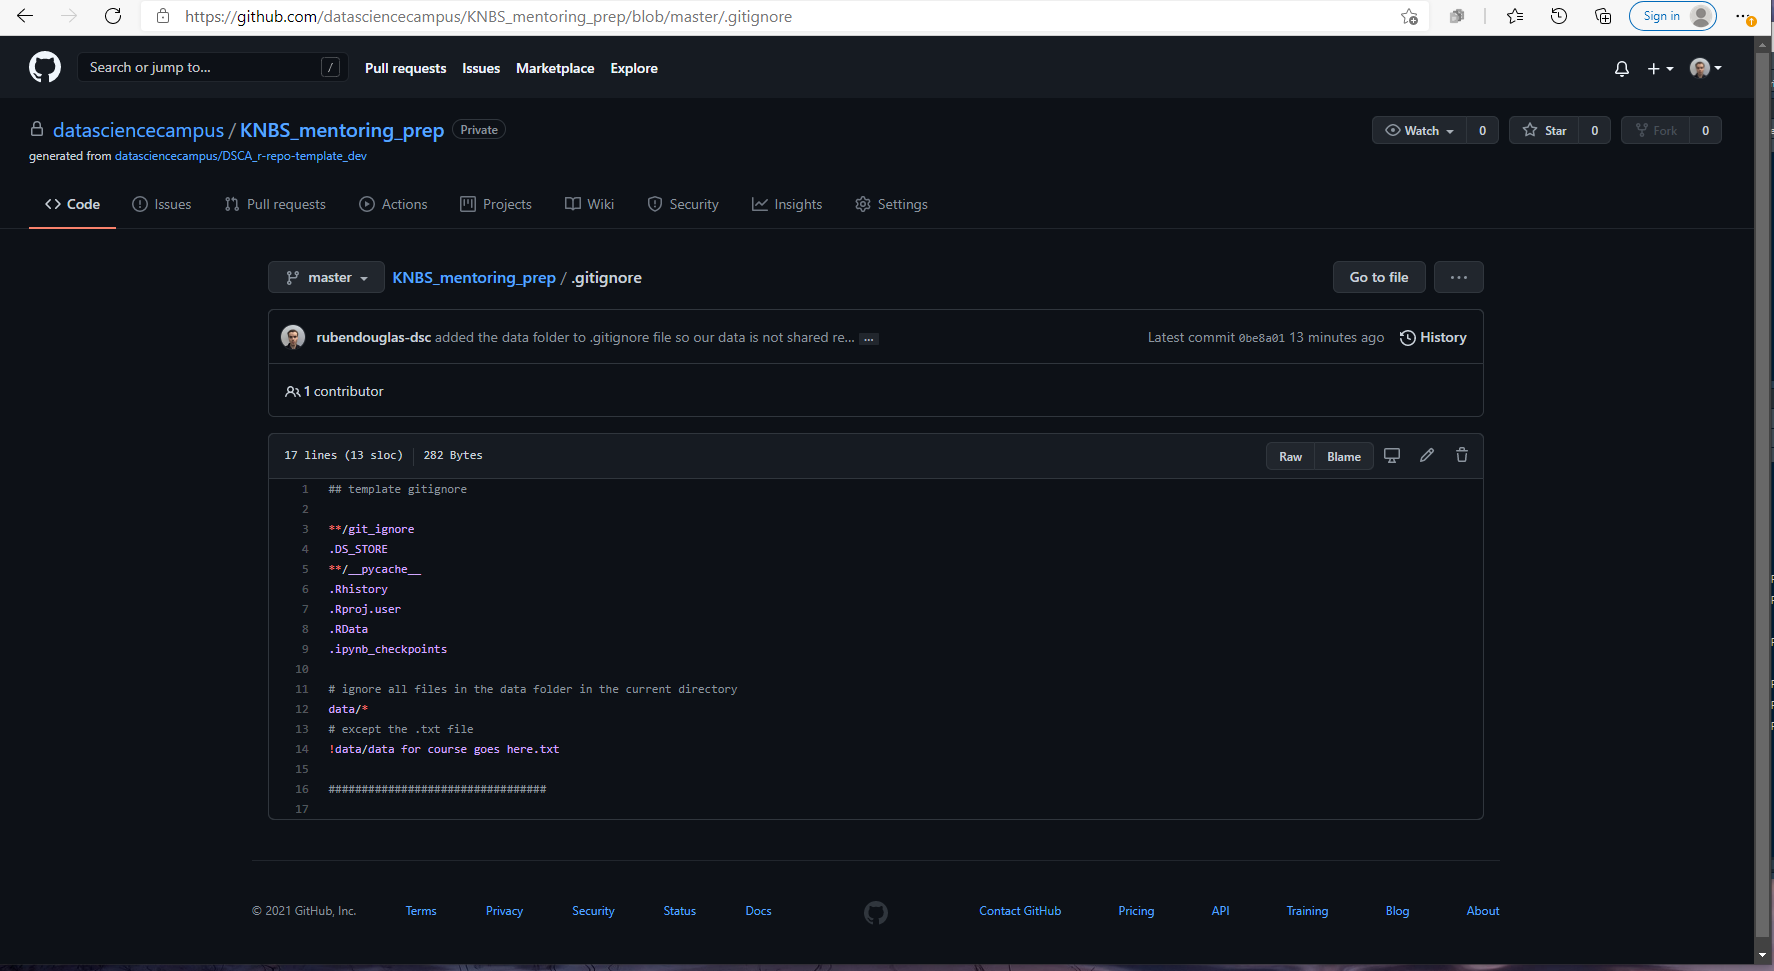 https://github.com/datasciencecampus/KNBS_mentoring_prep/blob/master/.gitignore
Sign in
Search or jump to...
/
Pull requests
Issues
Marketplace
Explore
datasciencecampus / KNBS_mentoring_prep
Private
Watch 0
Star 0
Fork 0
generated from datasciencecampus/DSCA_r-repo-template_dev
Code
Issues
Pull requests
Actions
Projects
Wiki
Security
Insights
Settings
master
KNBS_mentoring_prep / .gitignore
Go to file
...
rubendouglas-dsc added the data folder to .gitignore file so our data is not shared re... ...
Latest commit 0be8a01 13 minutes ago
History
1 contributor
17 lines (13 sloc)
282 Bytes
Raw
Blame
1 ## template gitignore
2
3 **/git_ignore
4 .DS_STORE
5 **/__pycache__
6 .Rhistory
7 .Rproj.user
8 .RData
9 .ipynb_checkpoints
10
11 # ignore all files in the data folder in the current directory
12 data/*
13 # except the .txt file
14 !data/data for course goes here.txt
15
16 #################################
17
© 2021 GitHub, Inc.
Terms
Privacy
Security
Status
Docs
Contact GitHub
Pricing
API
Training
Blog
About